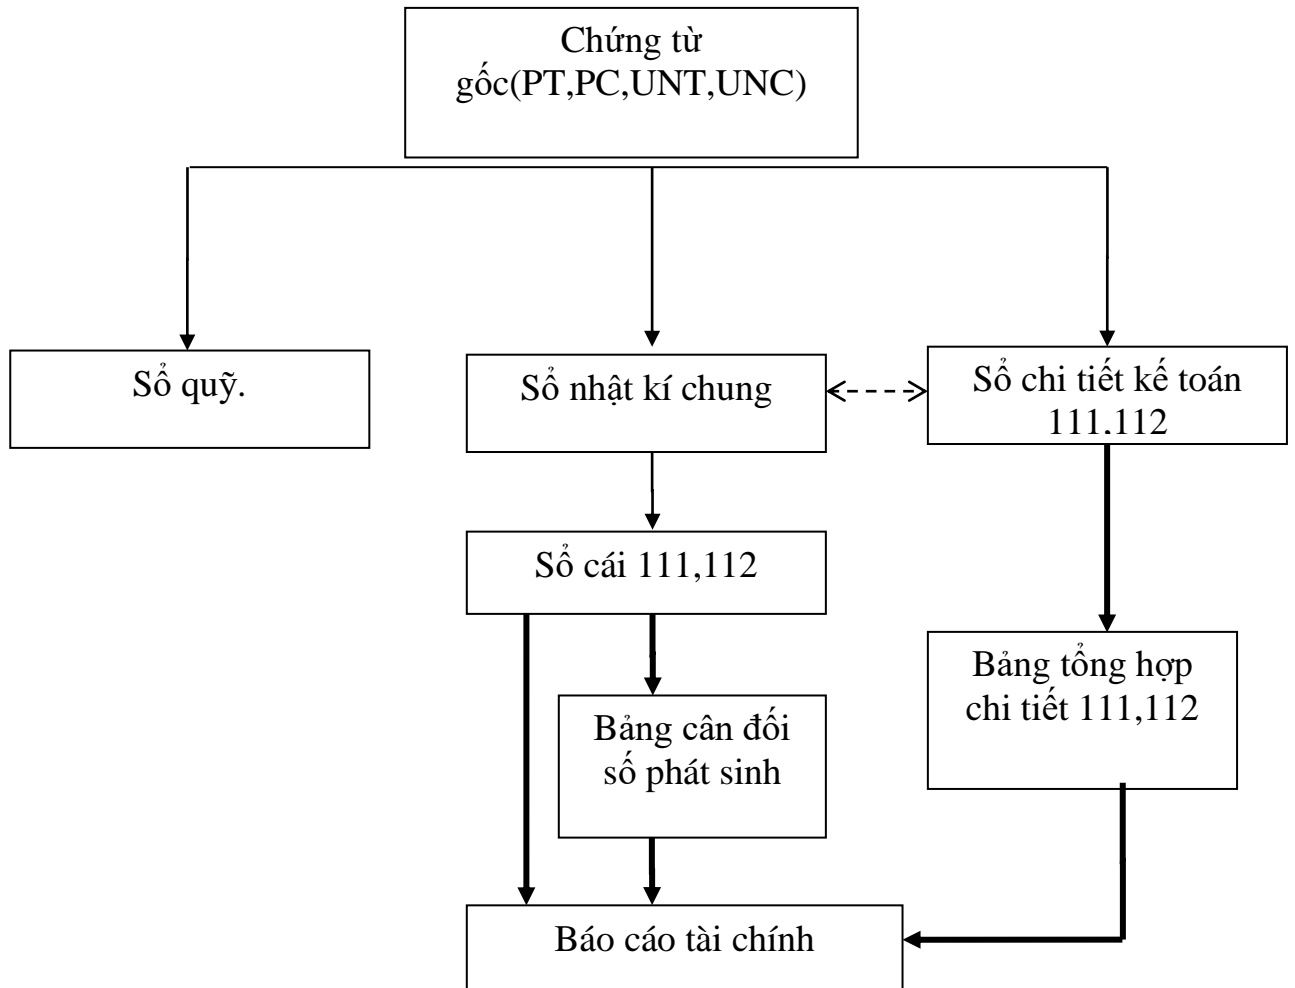 Chứng từ
gốc(PT,PC,UNT,UNC)
Sổ quỹ.
Sổ nhật kí chung
Sổ chi tiết kế toán
111,112
Sổ cái 111,112
Bảng tổng hợp
chi tiết 111,112
Bảng cân đối
số phát sinh
Báo cáo tài chính